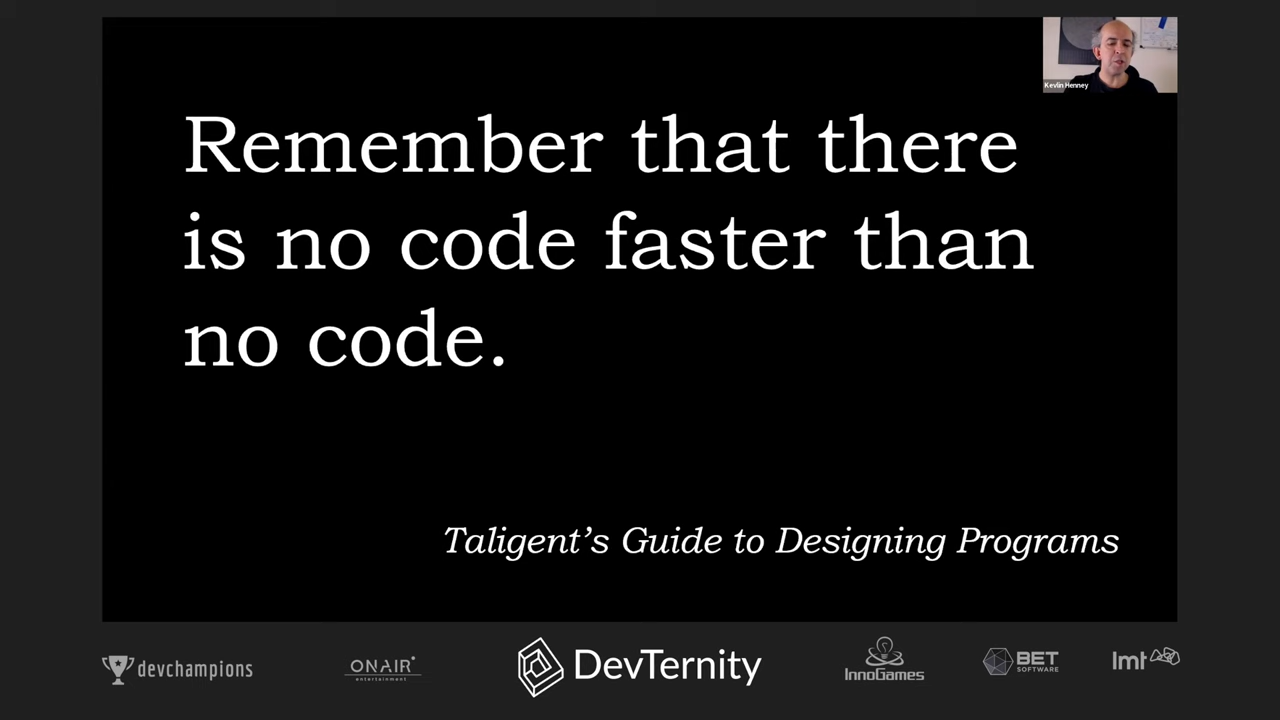 Kevlin Henney
Remember that there
is no code faster than
no code.
Taligent's Guide to Designing Programs
devchampions
ONAIR
entertainment
DevTernity
InnoGames
BET
SOFTWARE
lmt